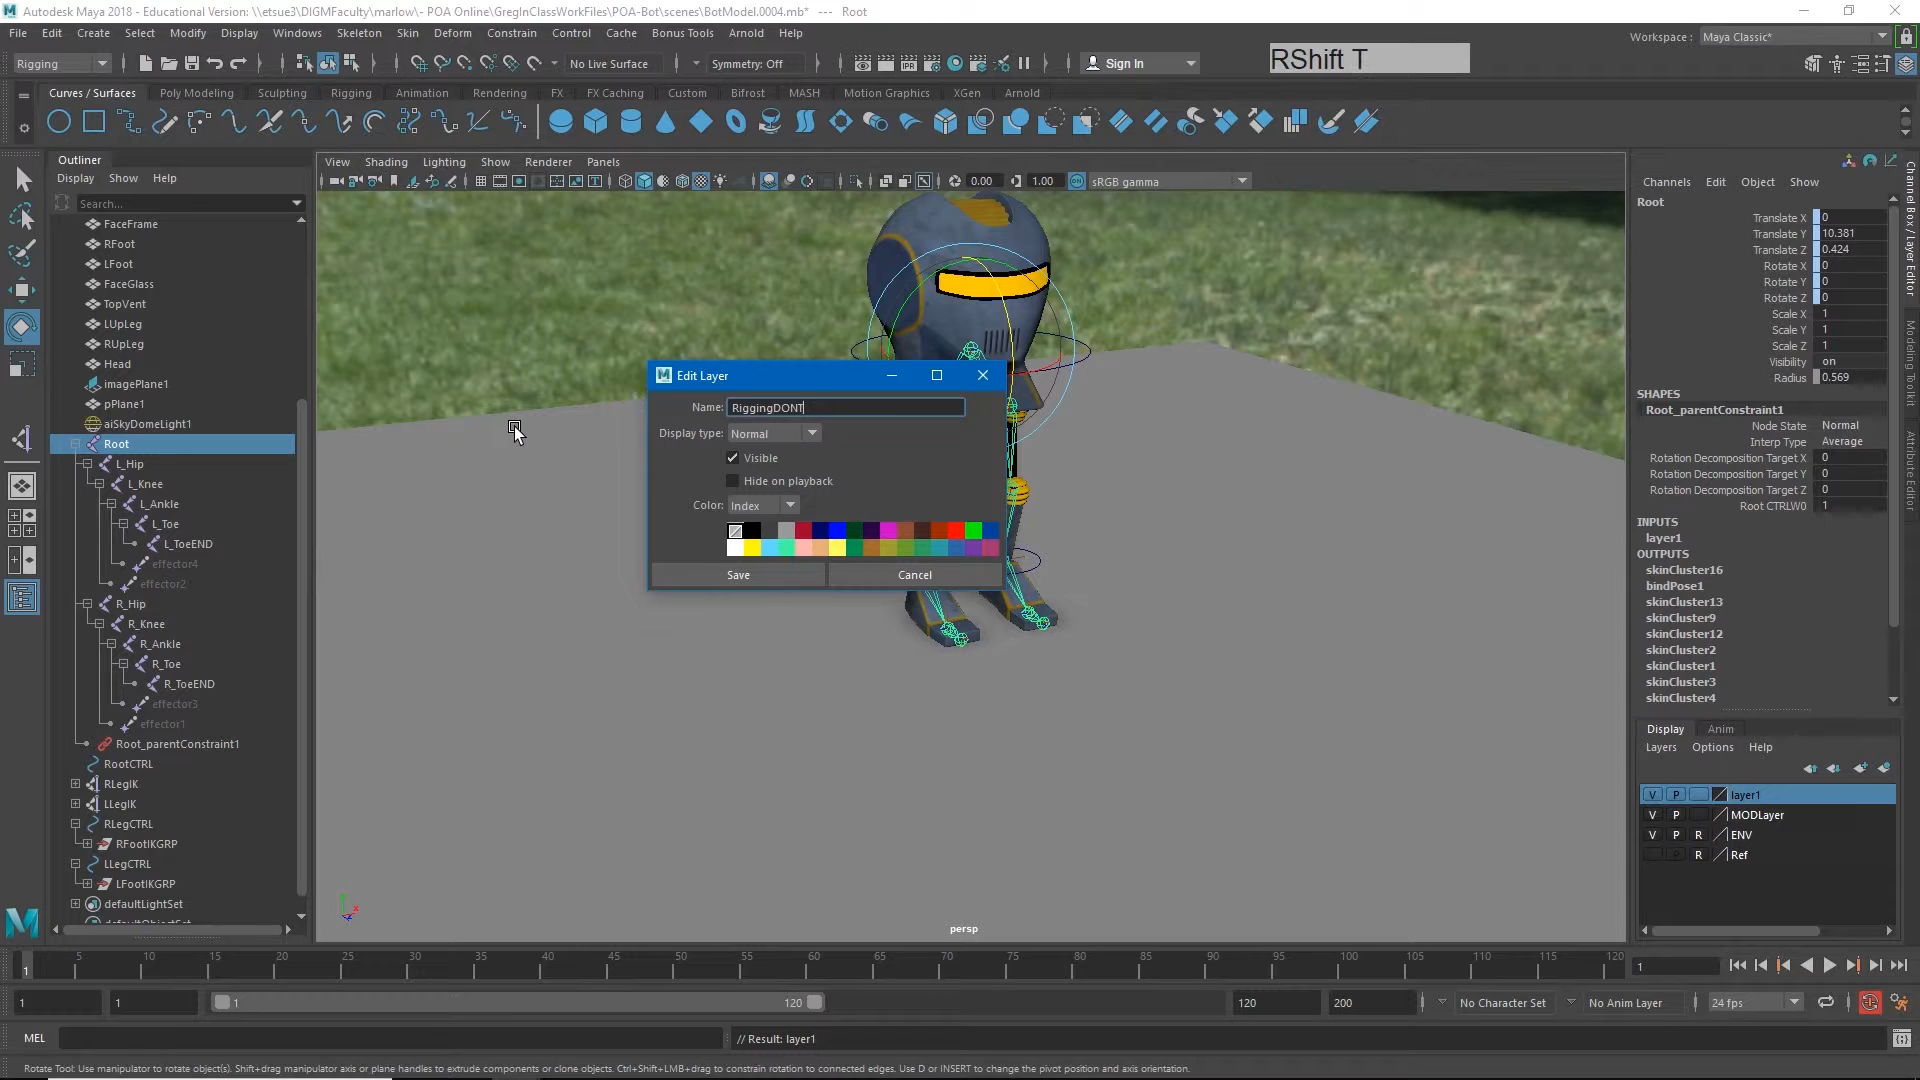 Autodesk Maya 2018 - Educational Version: \\etsue3\DIGMFaculty\marlow\- POA Online\GregInClassWorkFiles\POA-Bot\scenes\BotModel.0004.mb*   ---   Root
File Edit Create Select Modify Display Windows Skeleton Skin Deform Constrain Control Cache Bonus Tools Arnold Help
Workspace : Maya Classic*
Rigging
No Live Surface
Symmetry: Off
Sign In
RShift T
Curves / Surfaces Poly Modeling Sculpting Rigging Animation Rendering FX FX Caching Custom Bifrost MASH Motion Graphics XGen Arnold
Outliner
Display Show Help
Search...
FaceFrame
RFoot
LFoot
FaceGlass
TopVent
LUpLeg
RUpLeg
Head
imagePlane1
pPlane1
aiSkyDomeLight1
Root
L_Hip
L_Knee
L_Ankle
L_Toe
L_ToeEND
effector4
effector2
R_Hip
R_Knee
R_Ankle
R_Toe
R_ToeEND
effector3
effector1
Root_parentConstraint1
RootCTRL
RLegIK
LLegIK
RLegCTRL
RFootIKGRP
LLegCTRL
LFootIKGRP
defaultLightSet
defaultObjectSet
View Shading Lighting Show Renderer Panels
0.00
1.00
sRGB gamma
Edit Layer
Name: RiggingDONT
Display type: Normal
Visible
Hide on playback
Color: Index
Save
Cancel
persp
Channels Edit Object Show
Root
Translate X 0
Translate Y 10.381
Translate Z 0.424
Rotate X 0
Rotate Y 0
Rotate Z 0
Scale X 1
Scale Y 1
Scale Z 1
Visibility on
Radius 0.569
SHAPES
Root_parentConstraint1
Node State Normal
Interp Type Average
Rotation Decomposition Target X 0
Rotation Decomposition Target Y 0
Rotation Decomposition Target Z 0
Root CTRLW0 1
INPUTS
layer1
OUTPUTS
skinCluster16
bindPose1
skinCluster13
skinCluster9
skinCluster12
skinCluster2
skinCluster1
skinCluster3
skinCluster4
Display Anim
Layers Options Help
V P layer1
V P MODLayer
V P R ENV
P R Ref
Channel Box / Layer Editor
Modeling Toolkit
Attribute Editor
5 10 15 20 25 30 35 40 45 50 55 60 65 70 75 80 85 90 95 100 105 110 115 120
1
1
1
1
1
120
120
200
No Character Set
No Anim Layer
24 fps
MEL
// Result: layer1
Rotate Tool: Use manipulator to rotate object(s). Shift+drag manipulator axis or plane handles to extrude components or clone objects. Ctrl+Shift+LMB+drag to constrain rotation to connected edges. Use D or INSERT to change the pivot position and axis orientation.